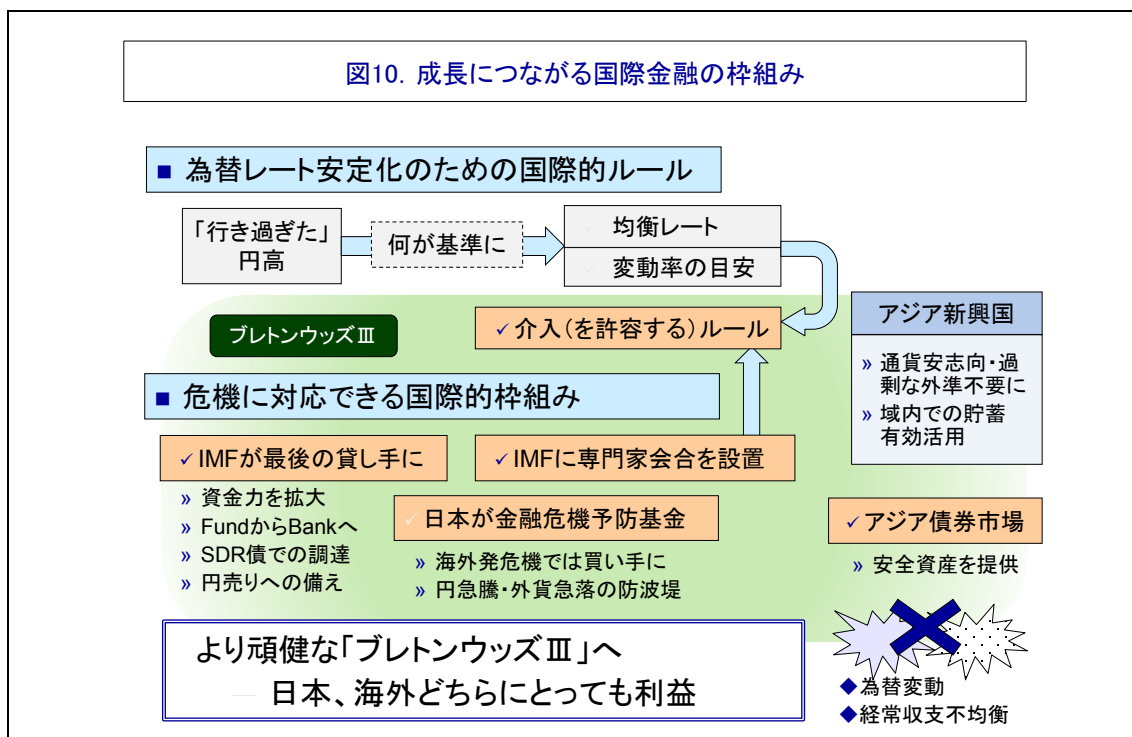 図10．成長につながる国際金融の枠組み
■ 為替レート安定化のための国際的ルール
「行き過ぎた」
円高
何が基準に
✓ 均衡レート
✓ 変動率の目安
ブレトンウッズⅢ
✓ 介入（を許容する）ルール
アジア新興国
» 通貨安志向・過
剰な外準不要に
» 域内での貯蓄
有効活用
■ 危機に対応できる国際的枠組み
✓ IMFが最後の貸し手に
» 資金力を拡大
» FundからBankへ
» SDR債での調達
» 円売りへの備え
✓ IMFに専門家会合を設置
✓ 日本が金融危機予防基金
» 海外発危機では買い手に
» 円急騰・外貨急落の防波堤
✓ アジア債券市場
» 安全資産を提供
より頑健な「ブレトンウッズⅢ」へ
― 日本、海外どちらにとっても利益
◆為替変動
◆経常収支不均衡